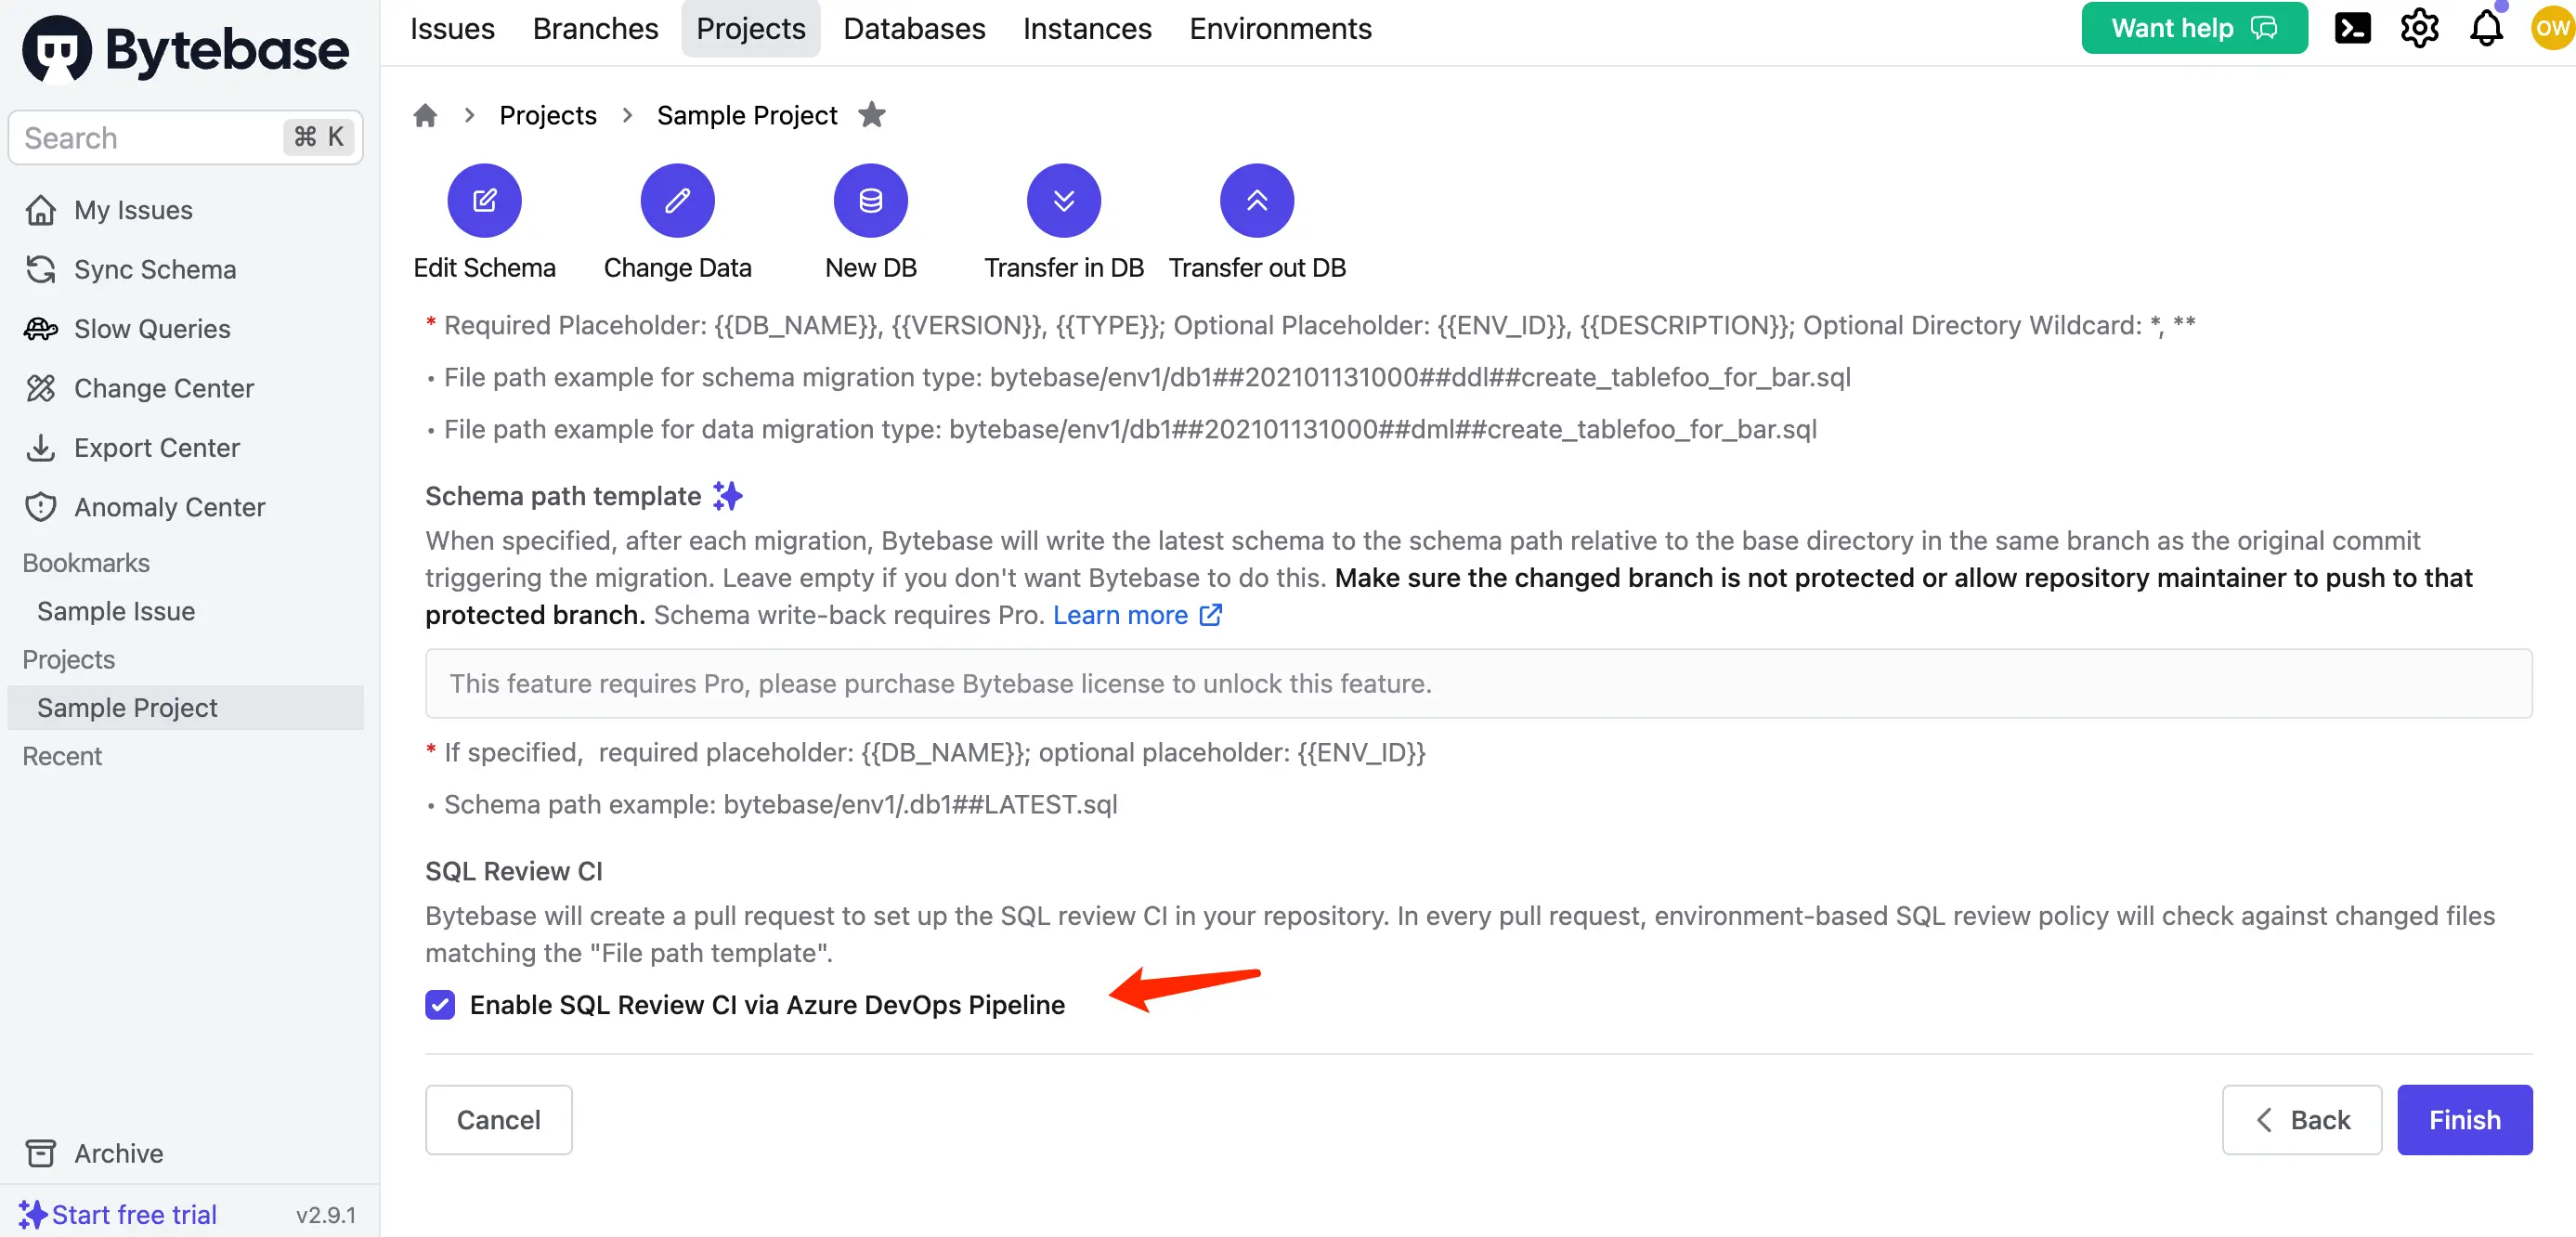 Bytebase
Issues
Branches
Projects
Databases
Instances
Environments
Want help
OW
Search
⌘ K
My Issues
Sync Schema
Slow Queries
Change Center
Export Center
Anomaly Center
Bookmarks
Sample Issue
Projects
Sample Project
Recent
Archive
Start free trial
v2.9.1
Projects
Sample Project
Edit Schema
Change Data
New DB
Transfer in DB
Transfer out DB
* Required Placeholder: {{DB_NAME}}, {{VERSION}}, {{TYPE}}; Optional Placeholder: {{ENV_ID}}, {{DESCRIPTION}}; Optional Directory Wildcard: *, **
• File path example for schema migration type: bytebase/env1/db1##202101131000##ddl##create_tablefoo_for_bar.sql
• File path example for data migration type: bytebase/env1/db1##202101131000##dml##create_tablefoo_for_bar.sql
Schema path template
When specified, after each migration, Bytebase will write the latest schema to the schema path relative to the base directory in the same branch as the original commit
triggering the migration. Leave empty if you don't want Bytebase to do this. Make sure the changed branch is not protected or allow repository maintainer to push to that
protected branch. Schema write-back requires Pro. Learn more
This feature requires Pro, please purchase Bytebase license to unlock this feature.
* If specified, required placeholder: {{DB_NAME}}; optional placeholder: {{ENV_ID}}
• Schema path example: bytebase/env1/.db1##LATEST.sql
SQL Review CI
Bytebase will create a pull request to set up the SQL review CI in your repository. In every pull request, environment-based SQL review policy will check against changed files
matching the "File path template".
Enable SQL Review CI via Azure DevOps Pipeline
Cancel
Back
Finish